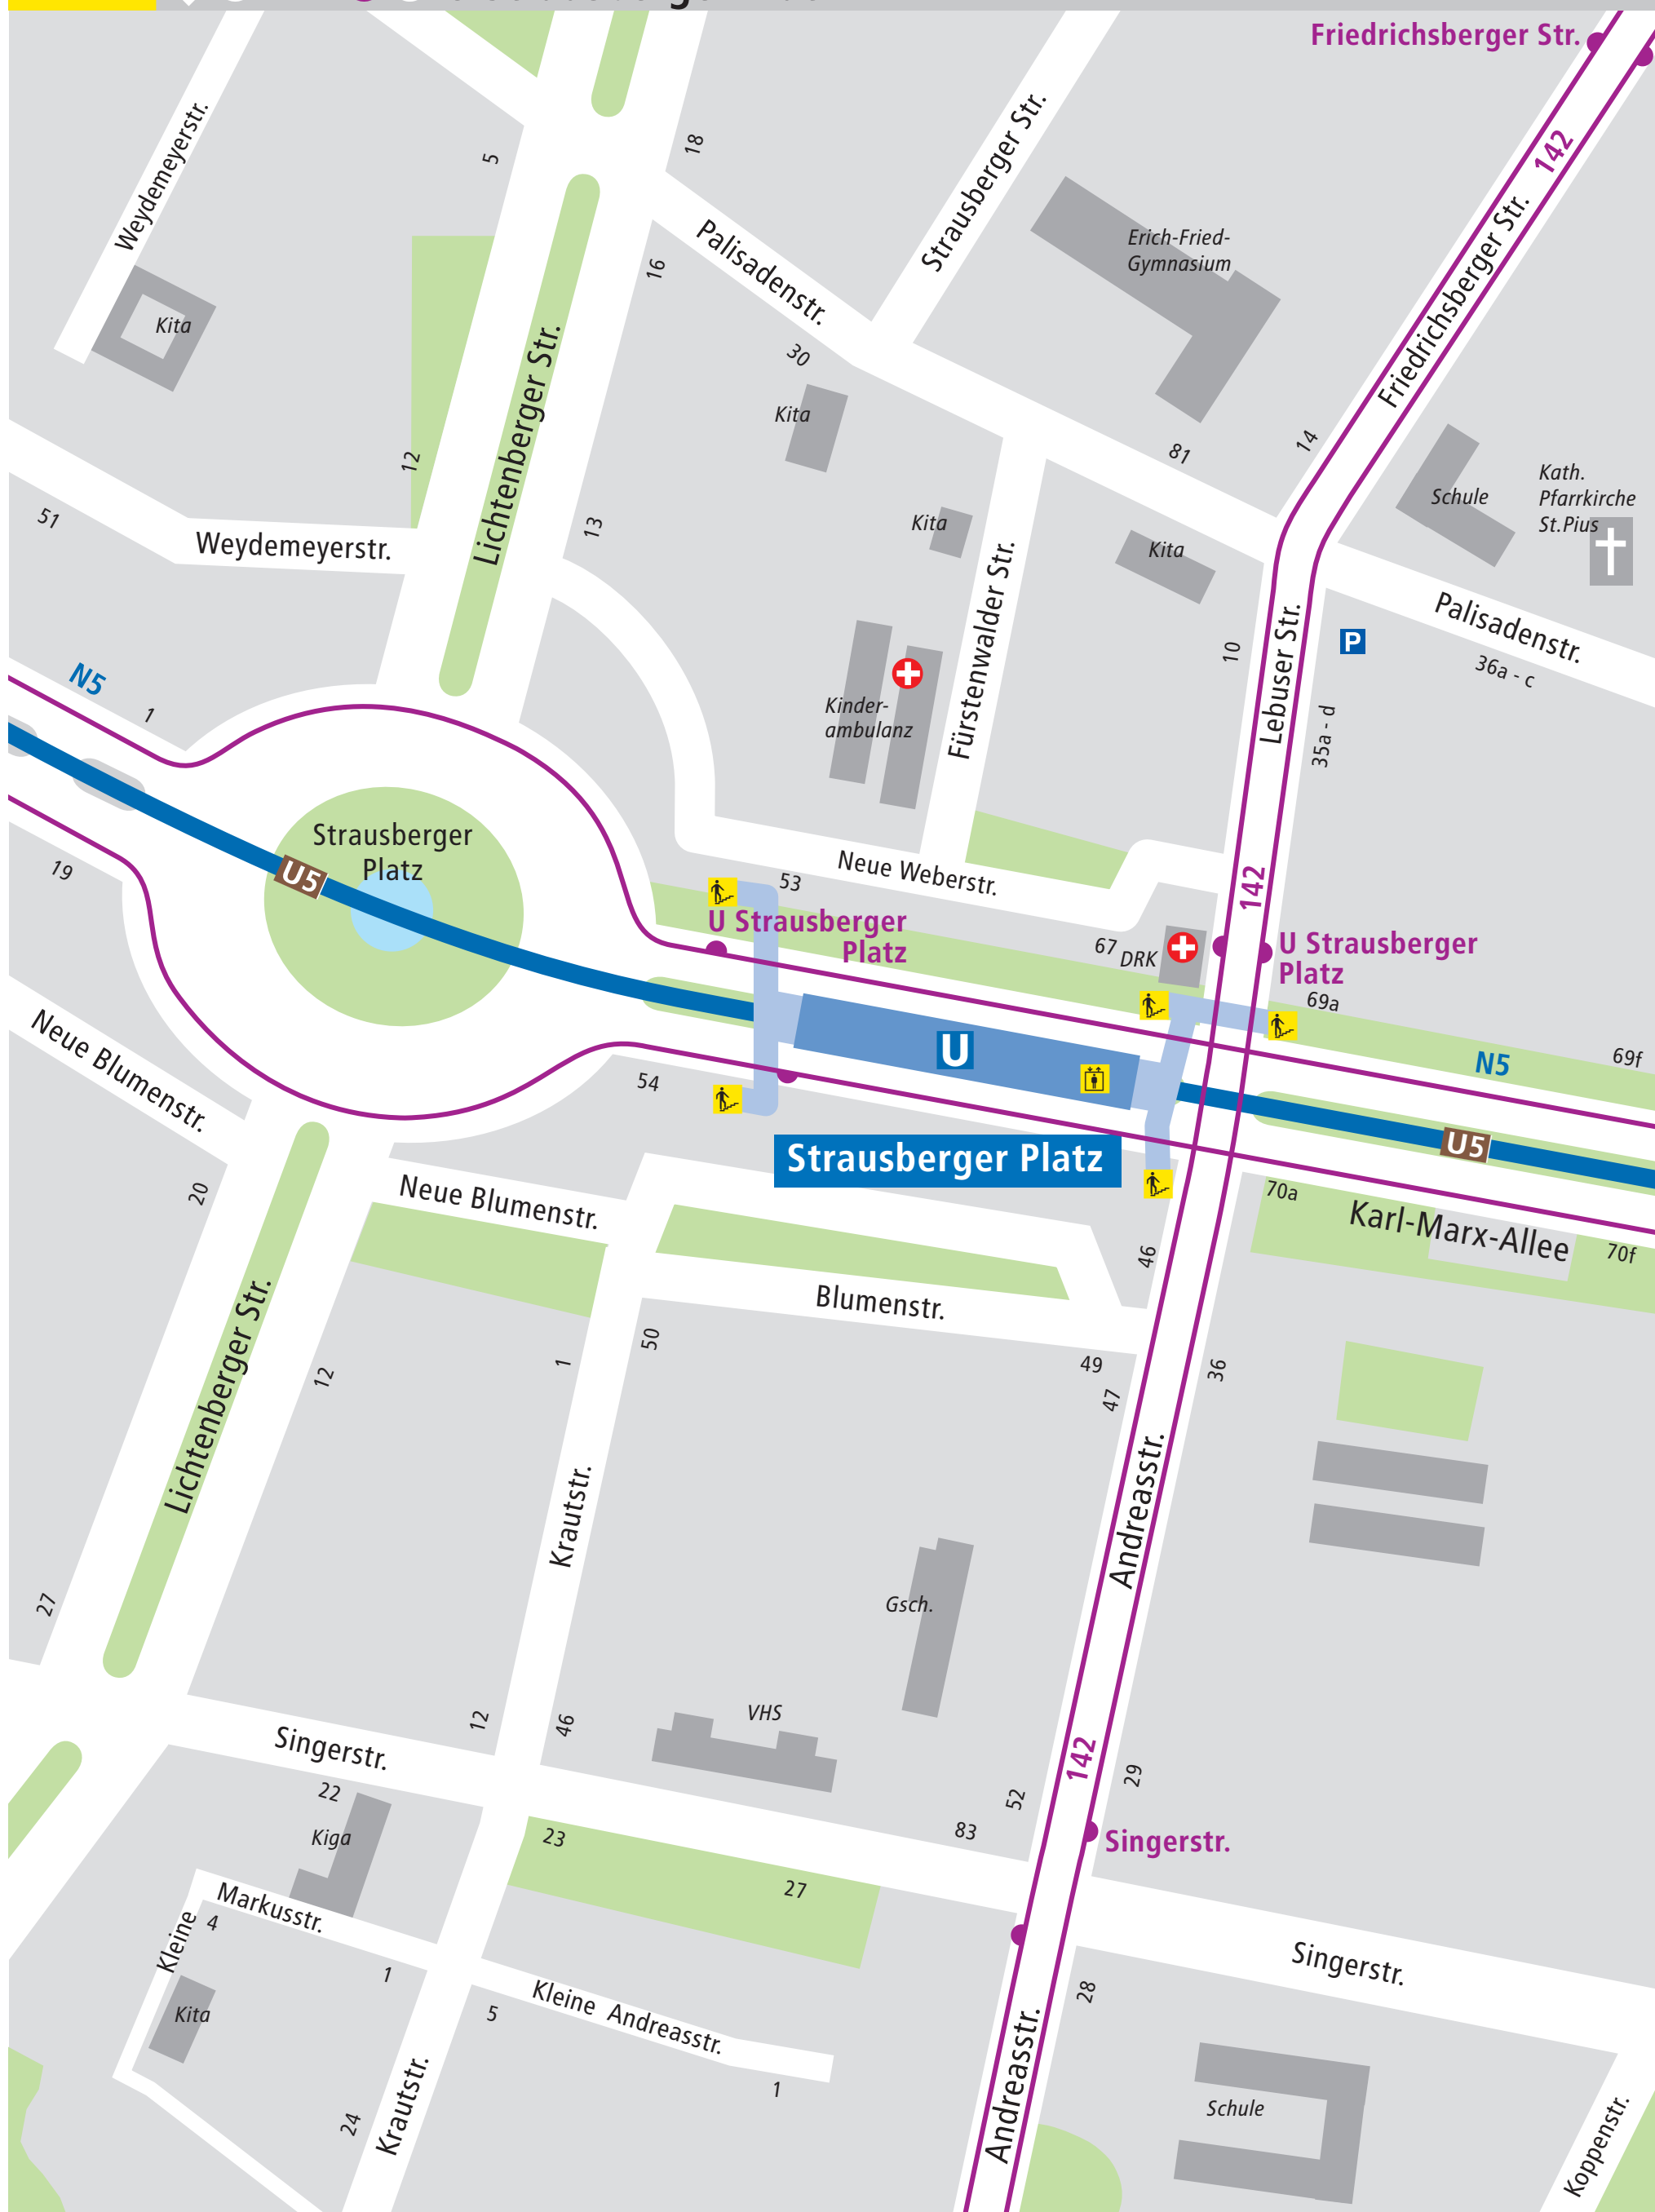 Friedrichsberger Str.
142
Weydemeyerstr.
5
18
Strausberger Str.
Friedrichsberger Str.
Palisadenstr.
16
Erich-Fried-
Gymnasium
Kita
30
Lichtenberger Str.
Kita
12
81
14
Schule
Kath.
Pfarrkirche
St.Pius
51
Weydemeyerstr.
13
Kita
Kita
Fürstenwalder Str.
10
Lebuser Str.
P
Palisadenstr.
36a - c
N5
1
Kinder-
ambulanz
35a - d
Strausberger
Platz
U5
19
Neue Weberstr.
53
142
U Strausberger
Platz
67
DRK
U Strausberger
Platz
69a
69f
N5
U
Neue Blumenstr.
54
U5
Strausberger Platz
20
Neue Blumenstr.
70a
Karl-Marx-Allee
70f
46
Blumenstr.
Lichtenberger Str.
12
1
50
49
47
36
Krautstr.
Andreasstr.
27
Gsch.
12
46
VHS
Singerstr.
142
29
22
52
Kiga
23
83
Singerstr.
27
Kleine
Markusstr.
4
1
Singerstr.
Kita
5
Kleine Andreasstr.
28
1
Andreasstr.
24
Krautstr.
Schule
Koppenstr.